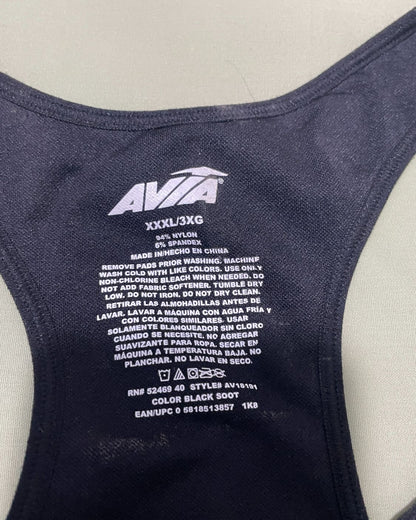 AVIA
XXXL/3XG
94% NYLON
6% SPANDEX
MADE IN/HECHO EN CHINA
REMOVE PADS PRIOR WASHING. MACHINE
WASH COLD WITH LIKE COLORS. USE ONLY
NON-CHLORINE BLEACH WHEN NEEDED. DO
NOT ADD FABRIC SOFTENER. TUMBLE DRY
LOW. DO NOT IRON. DO NOT DRY CLEAN.
RETIRAR LAS ALMOHADILLAS ANTES DE
LAVAR. LAVAR A MÁQUINA CON AGUA FRÍA Y
CON COLORES SIMILARES. USAR
SOLAMENTE BLANQUEADOR SIN CLORO
CUANDO SE NECESITE. NO AGREGAR
SUAVIZANTE PARA ROPA. SECAR EN
MÁQUINA A TEMPERATURA BAJA. NO
PLANCHAR. NO LAVAR EN SECO.
RN# 52469 40 STYLE# AV18191
COLOR BLACK SOOT
EAN/UPC 0 6818513857 1K8